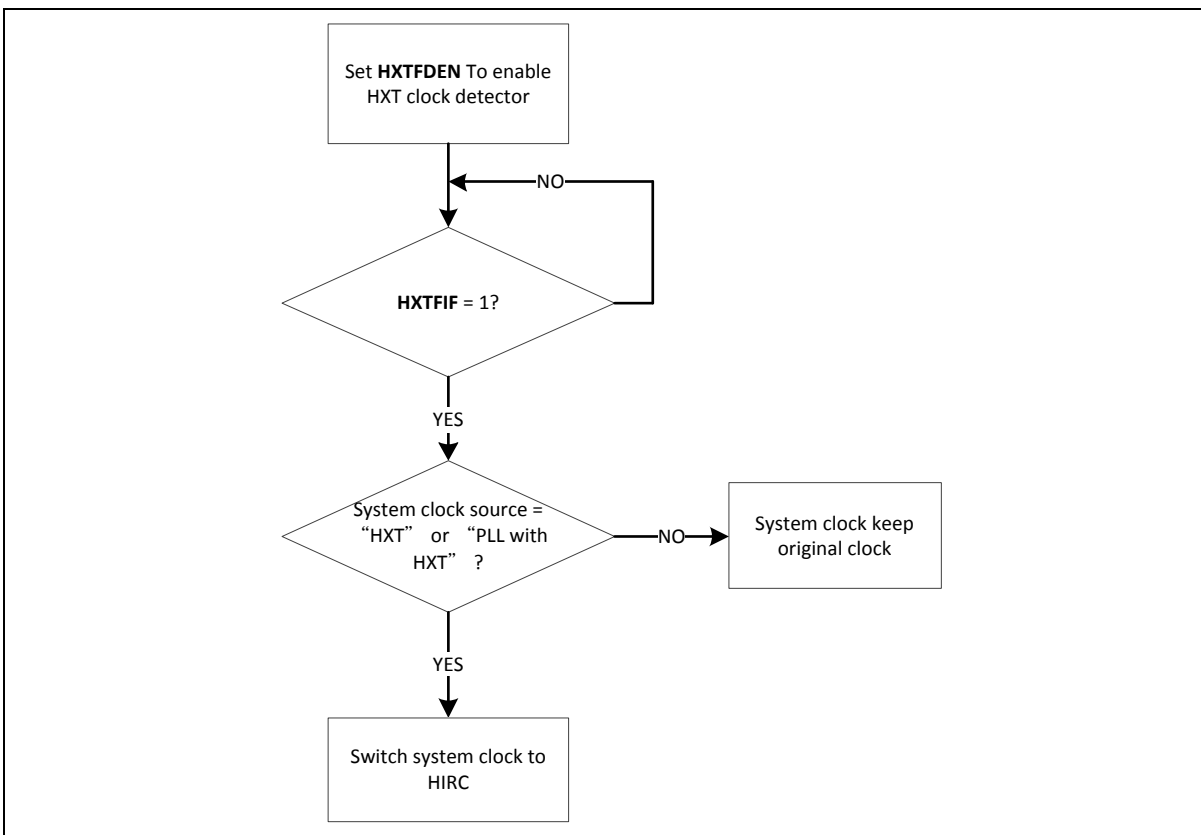 Set HXTFDEN To enable
HXT clock detector
NO
HXTFIF = 1?
YES
System clock source =
“HXT” or “PLL with
HXT” ?
NO
System clock keep
original clock
YES
Switch system clock to
HIRC